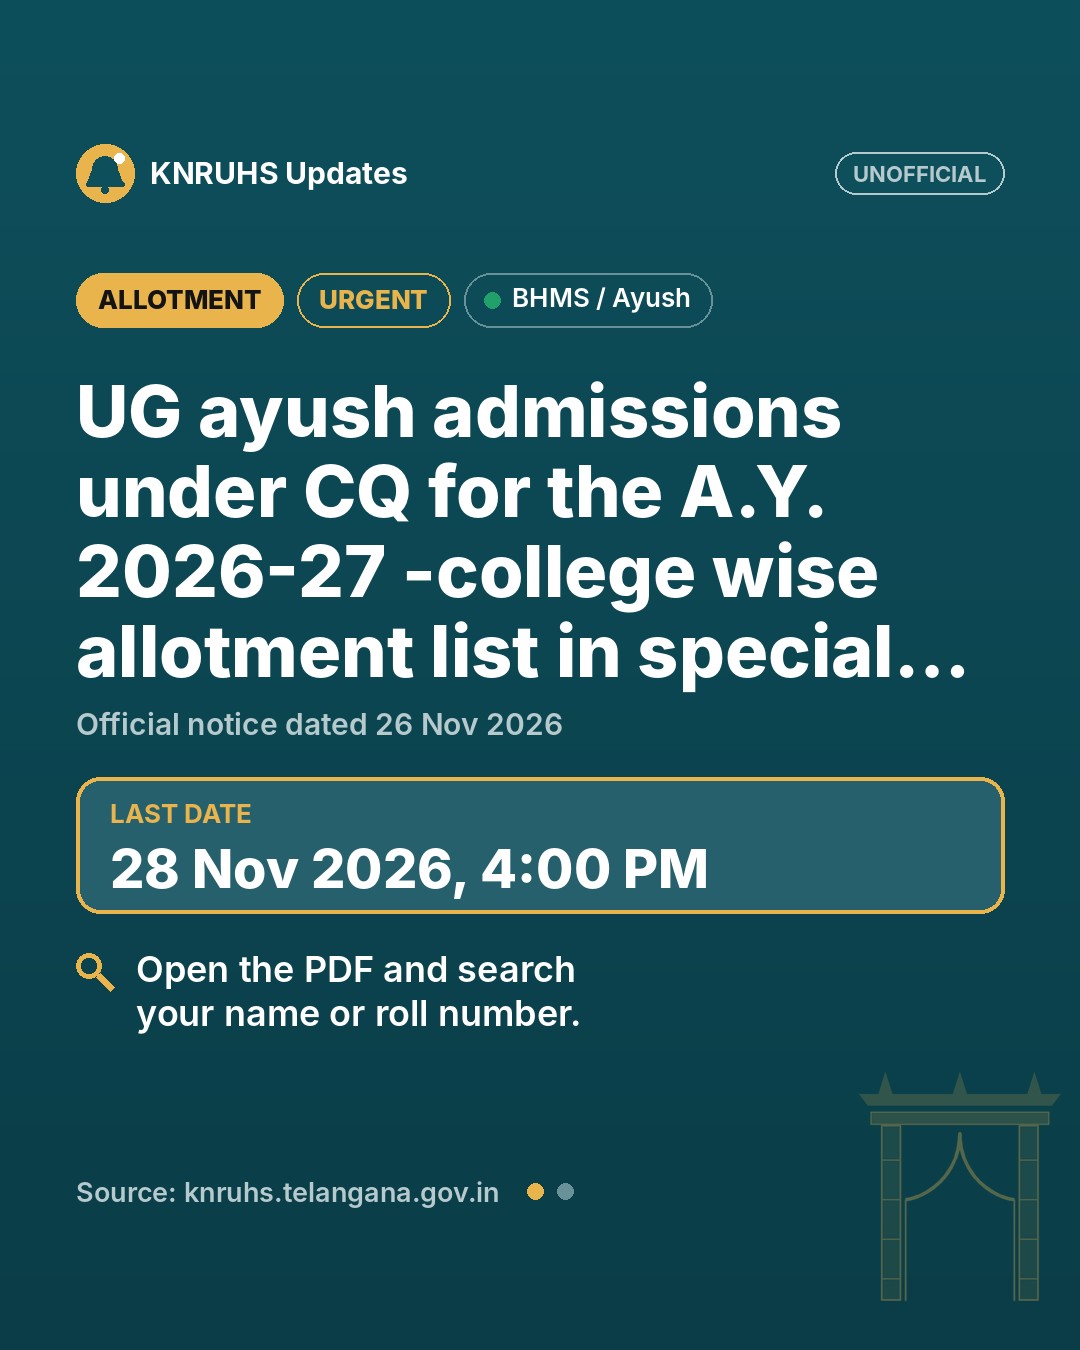 KNRUHS Updates
UNOFFICIAL
ALLOTMENT
URGENT
BHMS / Ayush
UG ayush admissions
under CQ for the A.Y.
2026-27 -college wise
allotment list in special...
Official notice dated 26 Nov 2026
LAST DATE
28 Nov 2026, 4:00 PM
Open the PDF and search
your name or roll number.
Source: knruhs.telangana.gov.in